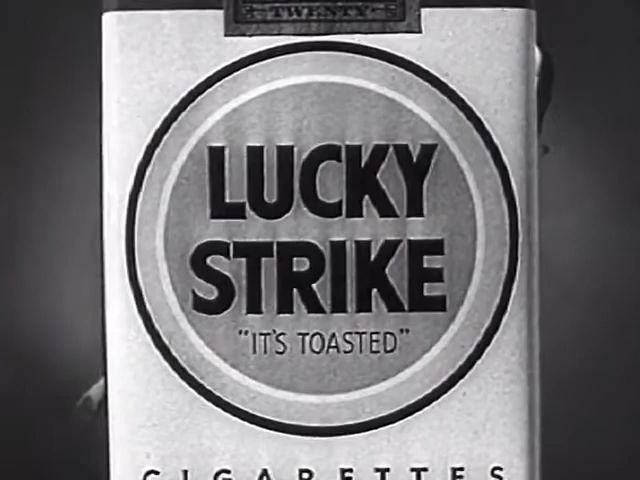 TWENTY
LUCKY
STRIKE
"IT'S TOASTED"
CIGARETTES